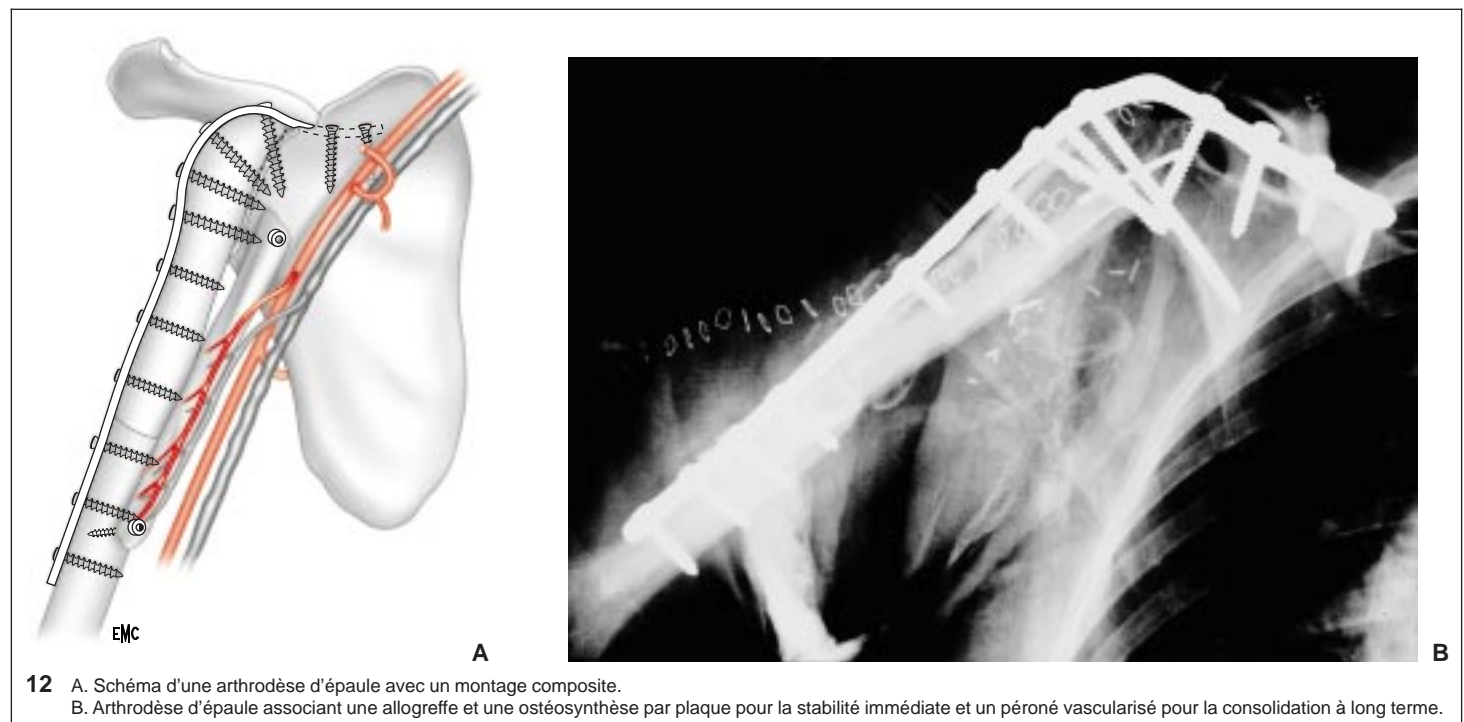 EMC
A
B
12 A. Schéma d'une arthrodèse d'épaule avec un montage composite.
B. Arthrodèse d'épaule associant une allogreffe et une ostéosynthèse par plaque pour la stabilité immédiate et un péroné vascularisé pour la consolidation à long terme.